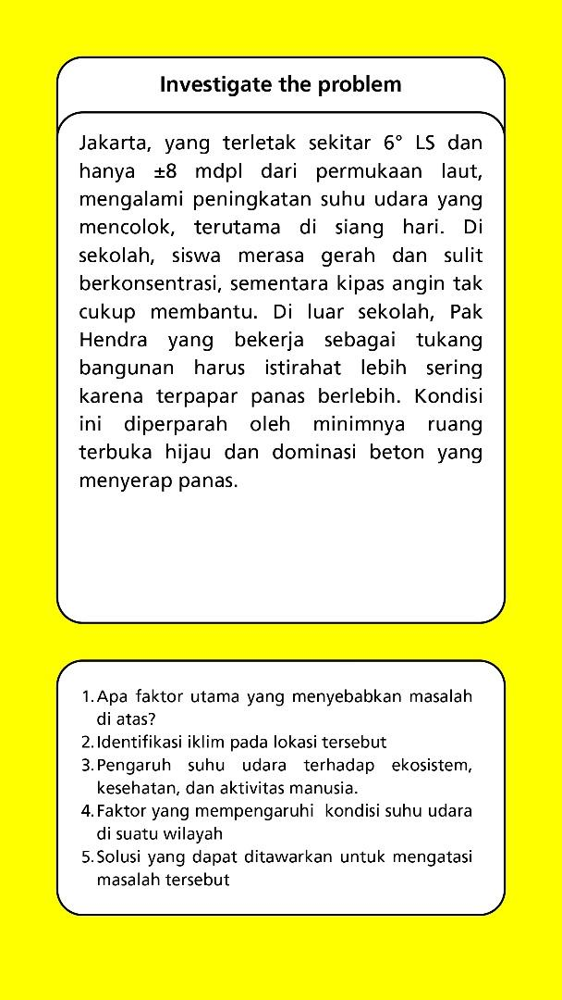 Investigate the problem
Jakarta, yang terletak sekitar 6° LS dan
hanya ±8 mdpl dari permukaan laut,
mengalami peningkatan suhu udara yang
mencolok, terutama di siang hari. Di
sekolah, siswa merasa gerah dan sulit
berkonsentrasi, sementara kipas angin tak
cukup membantu. Di luar sekolah, Pak
Hendra yang bekerja sebagai tukang
bangunan harus istirahat lebih sering
karena terpapar panas berlebih. Kondisi
ini diperparah oleh minimnya ruang
terbuka hijau dan dominasi beton yang
menyerap panas.
1. Apa faktor utama yang menyebabkan masalah
di atas?
2. Identifikasi iklim pada lokasi tersebut
3. Pengaruh suhu udara terhadap ekosistem,
kesehatan, dan aktivitas manusia.
4. Faktor yang mempengaruhi kondisi suhu udara
di suatu wilayah
5. Solusi yang dapat ditawarkan untuk mengatasi
masalah tersebut